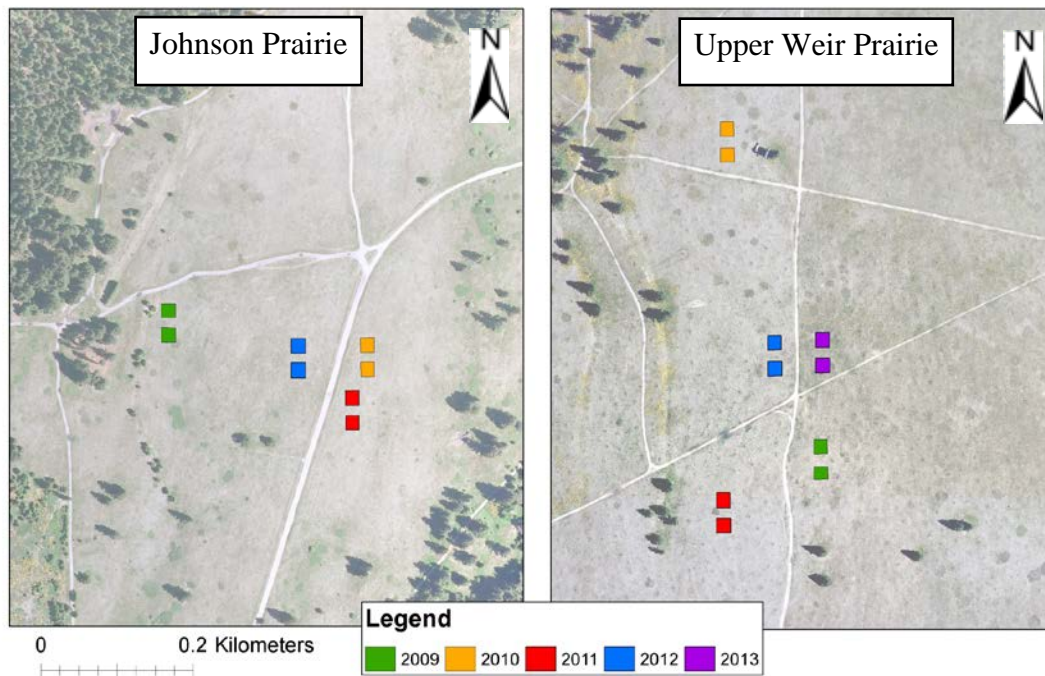 Johnson Prairie
N
Upper Weir Prairie
N
Legend
2009 2010 2011 2012 2013
0 0.2 Kilometers